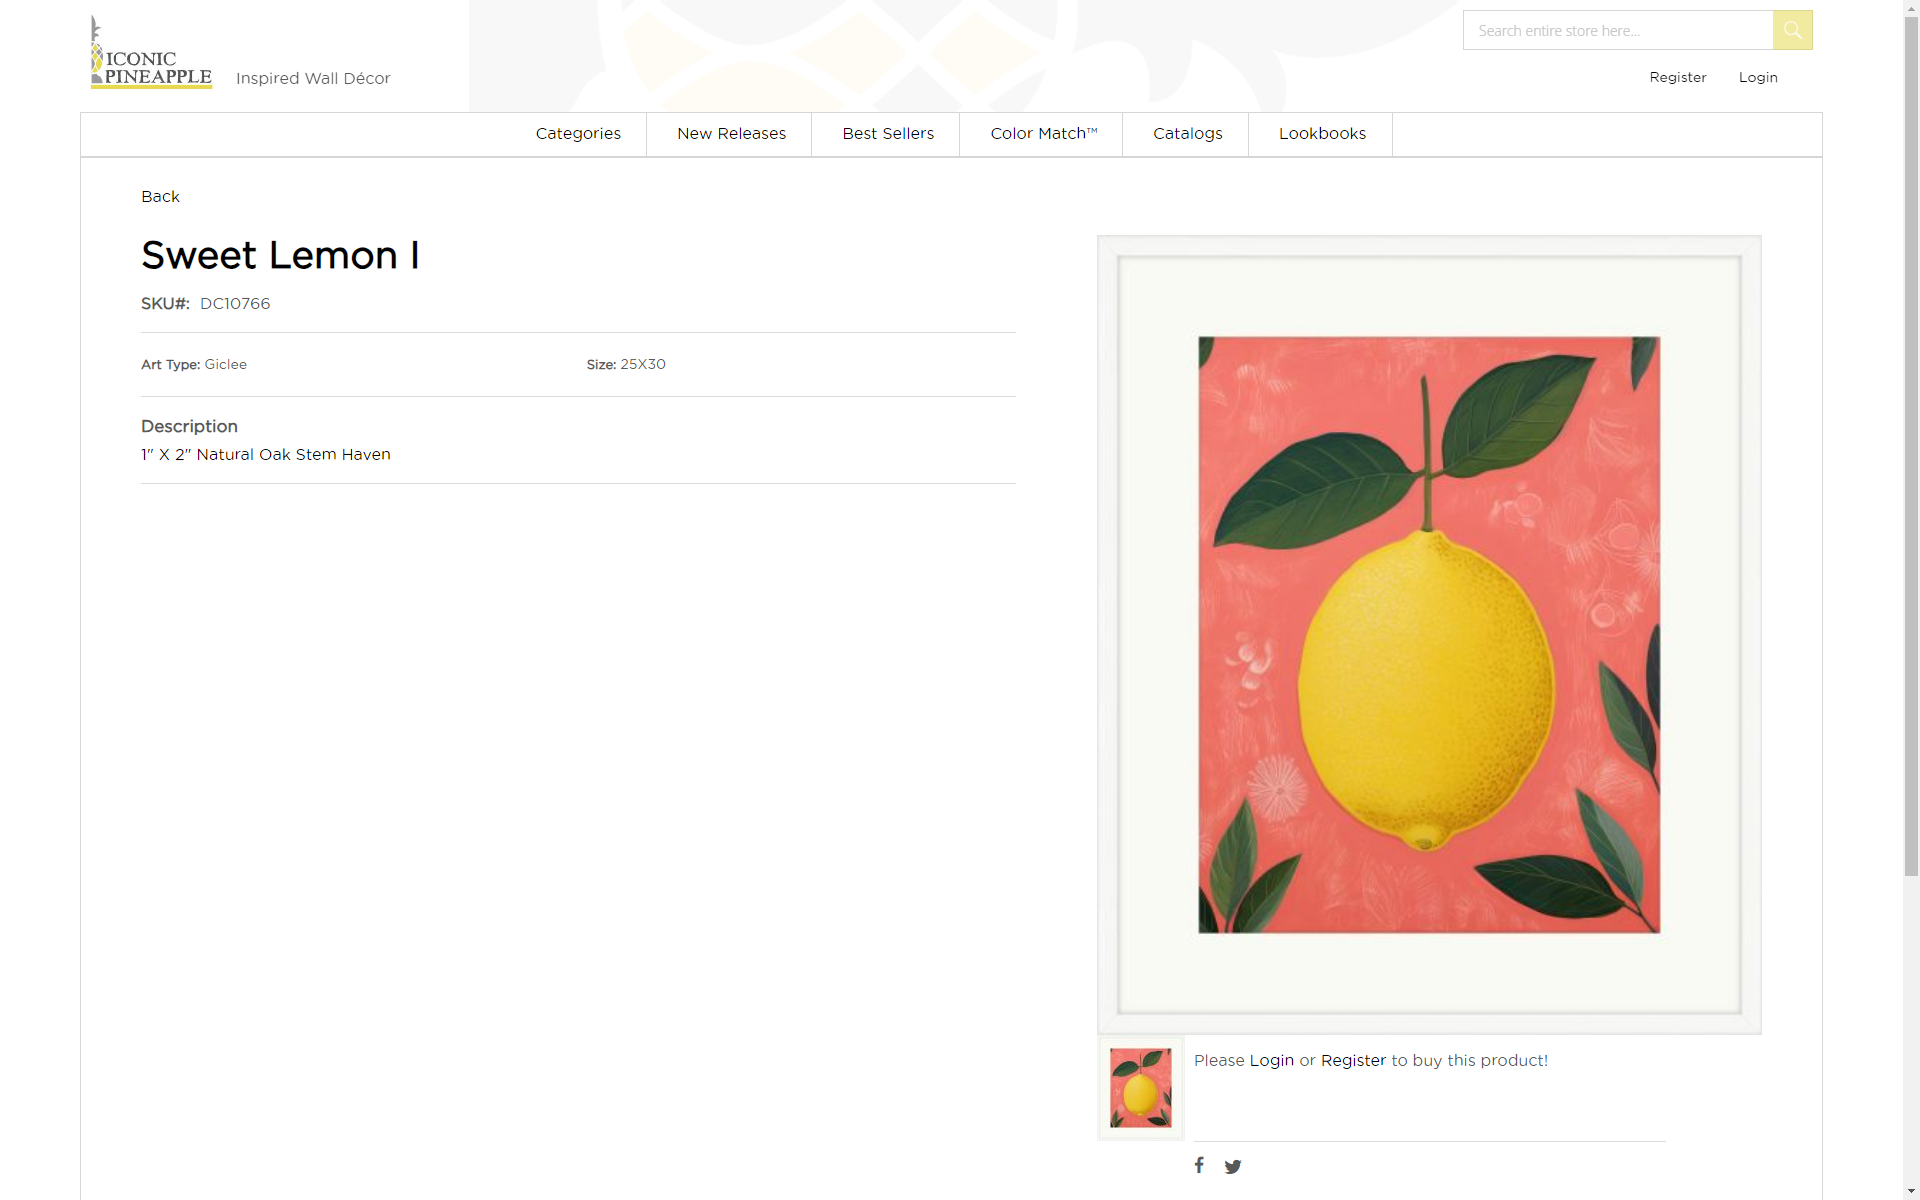 ICONIC
PINEAPPLE
Inspired Wall Décor
Search entire store here...
Register
Login
Categories
New Releases
Best Sellers
Color Match™
Catalogs
Lookbooks
Back
Sweet Lemon I
SKU#: DC10766
Art Type: Giclee
Size: 25X30
Description
1" X 2" Natural Oak Stem Haven
Please Login or Register to buy this product!